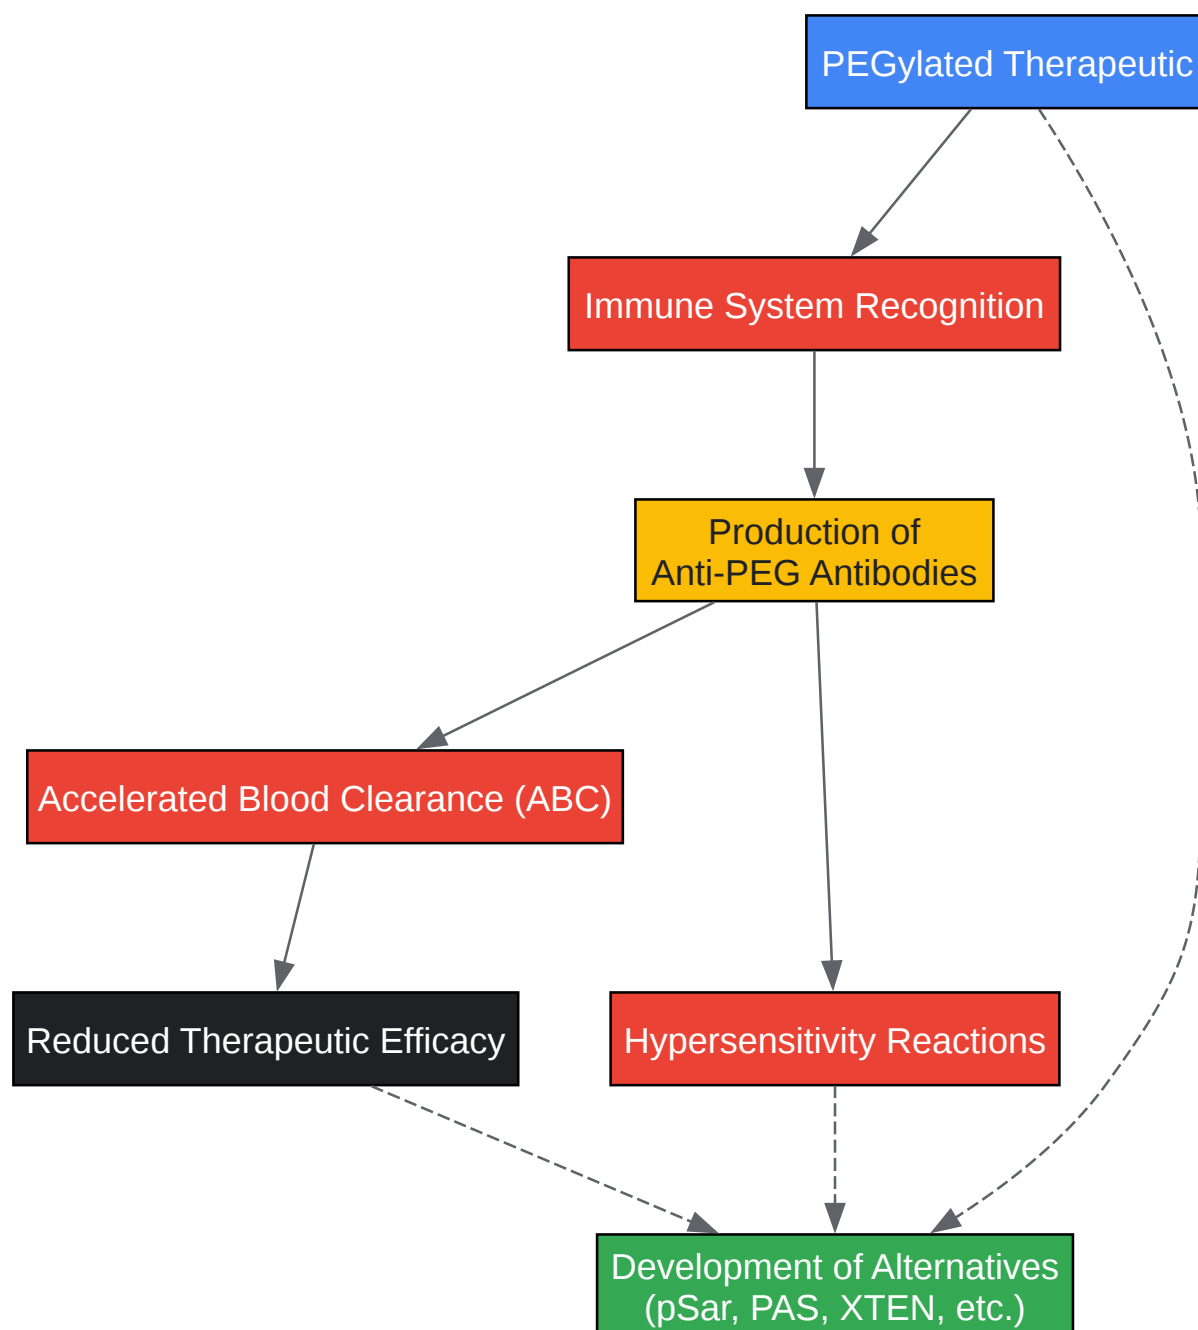 PEGylated Therapeutic
Immune System Recognition
Production of
Anti-PEG Antibodies
Accelerated Blood Clearance (ABC)
Reduced Therapeutic Efficacy
Hypersensitivity Reactions
Development of Alternatives
(pSar, PAS, XTEN, etc.)